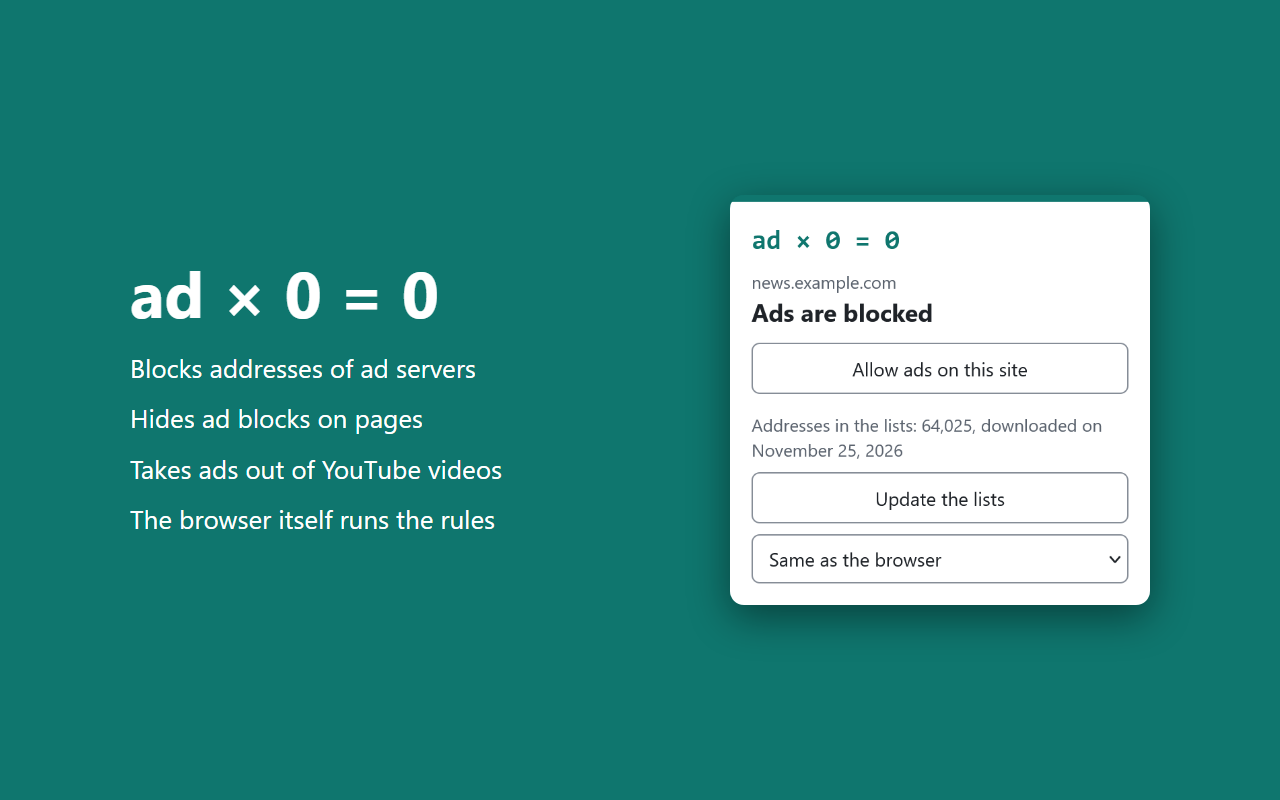 ad × 0 = 0
Blocks addresses of ad servers
Hides ad blocks on pages
Takes ads out of YouTube videos
The browser itself runs the rules
ad × 0 = 0
news.example.com
Ads are blocked
Allow ads on this site
Addresses in the lists: 64,025, downloaded on
November 25, 2026
Update the lists
Same as the browser